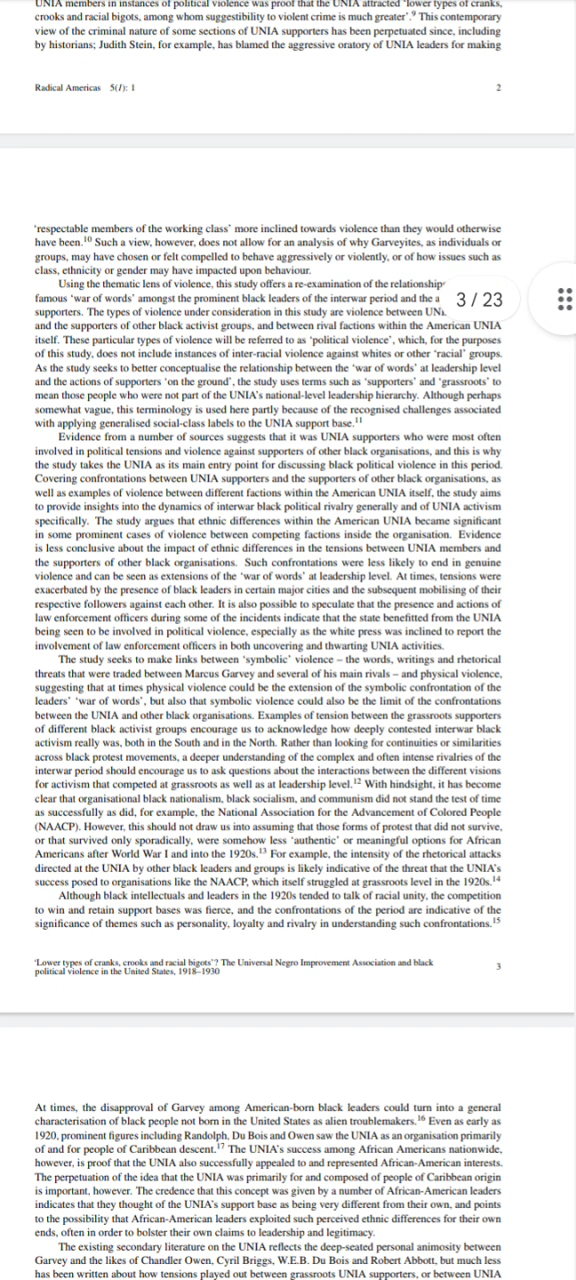 UNIA members in instances of political violence was proof that the UNIA attracted 'lower types of cranks,
crooks and racial bigots, among whom suggestibility to violent crime is much greater'.9 This contemporary
view of the criminal nature of some sections of UNIA supporters has been perpetuated since, including
by historians; Judith Stein, for example, has blamed the aggressive oratory of UNIA leaders for making
Radical Americas 5(1): 1 2
'respectable members of the working class' more inclined towards violence than they would otherwise
have been.10 Such a view, however, does not allow for an analysis of why Garveyites, as individuals or
groups, may have chosen or felt compelled to behave aggressively or violently, or of how issues such as
class, ethnicity or gender may have impacted upon behaviour.
Using the thematic lens of violence, this study offers a re-examination of the relationship
famous 'war of words' amongst the prominent black leaders of the interwar period and the a
3 / 23
supporters. The types of violence under consideration in this study are violence between UNI
and the supporters of other black activist groups, and between rival factions within the American UNIA
itself. These particular types of violence will be referred to as 'political violence', which, for the purposes
of this study, does not include instances of inter-racial violence against whites or other 'racial' groups.
As the study seeks to better conceptualise the relationship between the 'war of words' at leadership level
and the actions of supporters 'on the ground', the study uses terms such as 'supporters' and 'grassroots' to
mean those people who were not part of the UNIA's national-level leadership hierarchy. Although perhaps
somewhat vague, this terminology is used here partly because of the recognised challenges associated
with applying generalised social-class labels to the UNIA support base.11
Evidence from a number of sources suggests that it was UNIA supporters who were most often
involved in political tensions and violence against supporters of other black organisations, and this is why
the study takes the UNIA as its main entry point for discussing black political violence in this period.
Covering confrontations between UNIA supporters and the supporters of other black organisations, as
well as examples of violence between different factions within the American UNIA itself, the study aims
to provide insights into the dynamics of interwar black political rivalry generally and of UNIA activism
specifically. The study argues that ethnic differences within the American UNIA became significant
in some prominent cases of violence between competing factions inside the organisation. Evidence
is less conclusive about the impact of ethnic differences in the tensions between UNIA members and
the supporters of other black organisations. Such confrontations were less likely to end in genuine
violence and can be seen as extensions of the 'war of words' at leadership level. At times, tensions were
exacerbated by the presence of black leaders in certain major cities and the subsequent mobilising of their
respective followers against each other. It is also possible to speculate that the presence and actions of
law enforcement officers during some of the incidents indicate that the state benefitted from the UNIA
being seen to be involved in political violence, especially as the white press was inclined to report the
involvement of law enforcement officers in both uncovering and thwarting UNIA activities.
The study seeks to make links between 'symbolic' violence – the words, writings and rhetorical
threats that were traded between Marcus Garvey and several of his main rivals – and physical violence,
suggesting that at times physical violence could be the extension of the symbolic confrontation of the
leaders' 'war of words', but also that symbolic violence could also be the limit of the confrontations
between the UNIA and other black organisations. Examples of tension between the grassroots supporters
of different black activist groups encourage us to acknowledge how deeply contested interwar black
activism really was, both in the South and in the North. Rather than looking for continuities or similarities
across black protest movements, a deeper understanding of the complex and often intense rivalries of the
interwar period should encourage us to ask questions about the interactions between the different visions
for activism that competed at grassroots as well as at leadership level.12 With hindsight, it has become
clear that organisational black nationalism, black socialism, and communism did not stand the test of time
as successfully as did, for example, the National Association for the Advancement of Colored People
(NAACP). However, this should not draw us into assuming that those forms of protest that did not survive,
or that survived only sporadically, were somehow less 'authentic' or meaningful options for African
Americans after World War I and into the 1920s.13 For example, the intensity of the rhetorical attacks
directed at the UNIA by other black leaders and groups is likely indicative of the threat that the UNIA's
success posed to organisations like the NAACP, which itself struggled at grassroots level in the 1920s.14
Although black intellectuals and leaders in the 1920s tended to talk of racial unity, the competition
to win and retain support bases was fierce, and the confrontations of the period are indicative of the
significance of themes such as personality, loyalty and rivalry in understanding such confrontations.15
'Lower types of cranks, crooks and racial bigots'? The Universal Negro Improvement Association and black
political violence in the United States, 1918–1930
3
At times, the disapproval of Garvey among American-born black leaders could turn into a general
characterisation of black people not born in the United States as alien troublemakers.16 Even as early as
1920, prominent figures including Randolph, Du Bois and Owen saw the UNIA as an organisation primarily
of and for people of Caribbean descent.17 The UNIA's success among African Americans nationwide,
however, is proof that the UNIA also successfully appealed to and represented African-American interests.
The perpetuation of the idea that the UNIA was primarily for and composed of people of Caribbean origin
is important, however. The credence that this concept was given by a number of African-American leaders
indicates that they thought of the UNIA's support base as being very different from their own, and points
to the possibility that African-American leaders exploited such perceived ethnic differences for their own
ends, often in order to bolster their own claims to leadership and legitimacy.
The existing secondary literature on the UNIA reflects the deep-seated personal animosity between
Garvey and the likes of Chandler Owen, Cyril Briggs, W.E.B. Du Bois and Robert Abbott, but much less
has been written about how tensions played out between grassroots UNIA supporters, or between UNIA